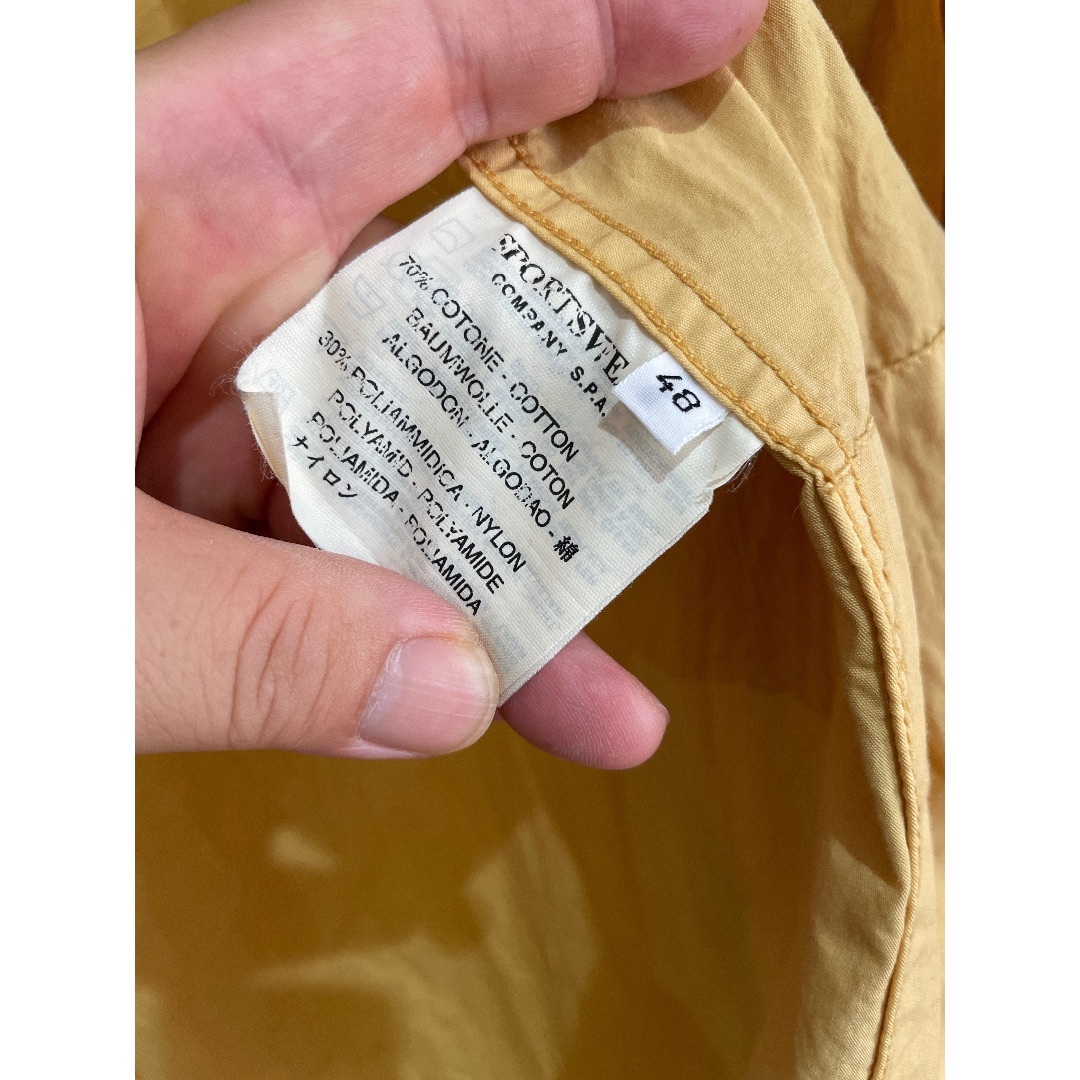 SPORTSWE
COMPANY S.P.A.
48
70% COTONE - COTTON
BAUMWOLLE - COTON
ALGODON - ALGODAO - 綿
30% POLIAMMIDICA - NYLON
POLYAMID - POLYAMIDE
POLIAMIDA - POLIAMIDA
ナイロン